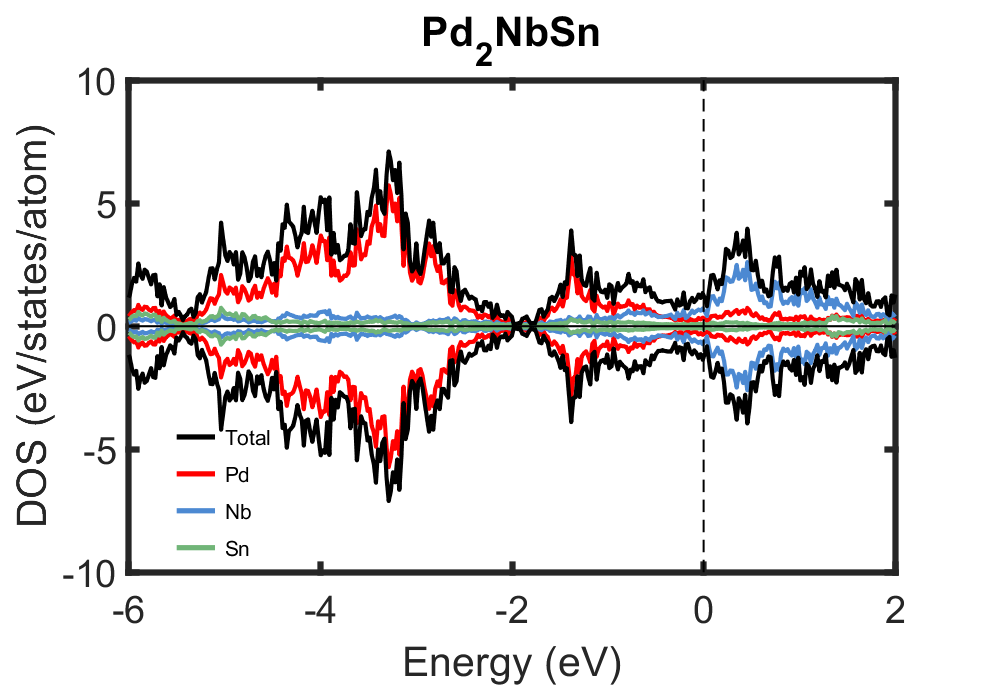 Pd2NbSn
10
5
0
-5
-10
DOS (eV/states/atom)
Total
Pd
Nb
Sn
-6 -4 -2 0 2
Energy (eV)